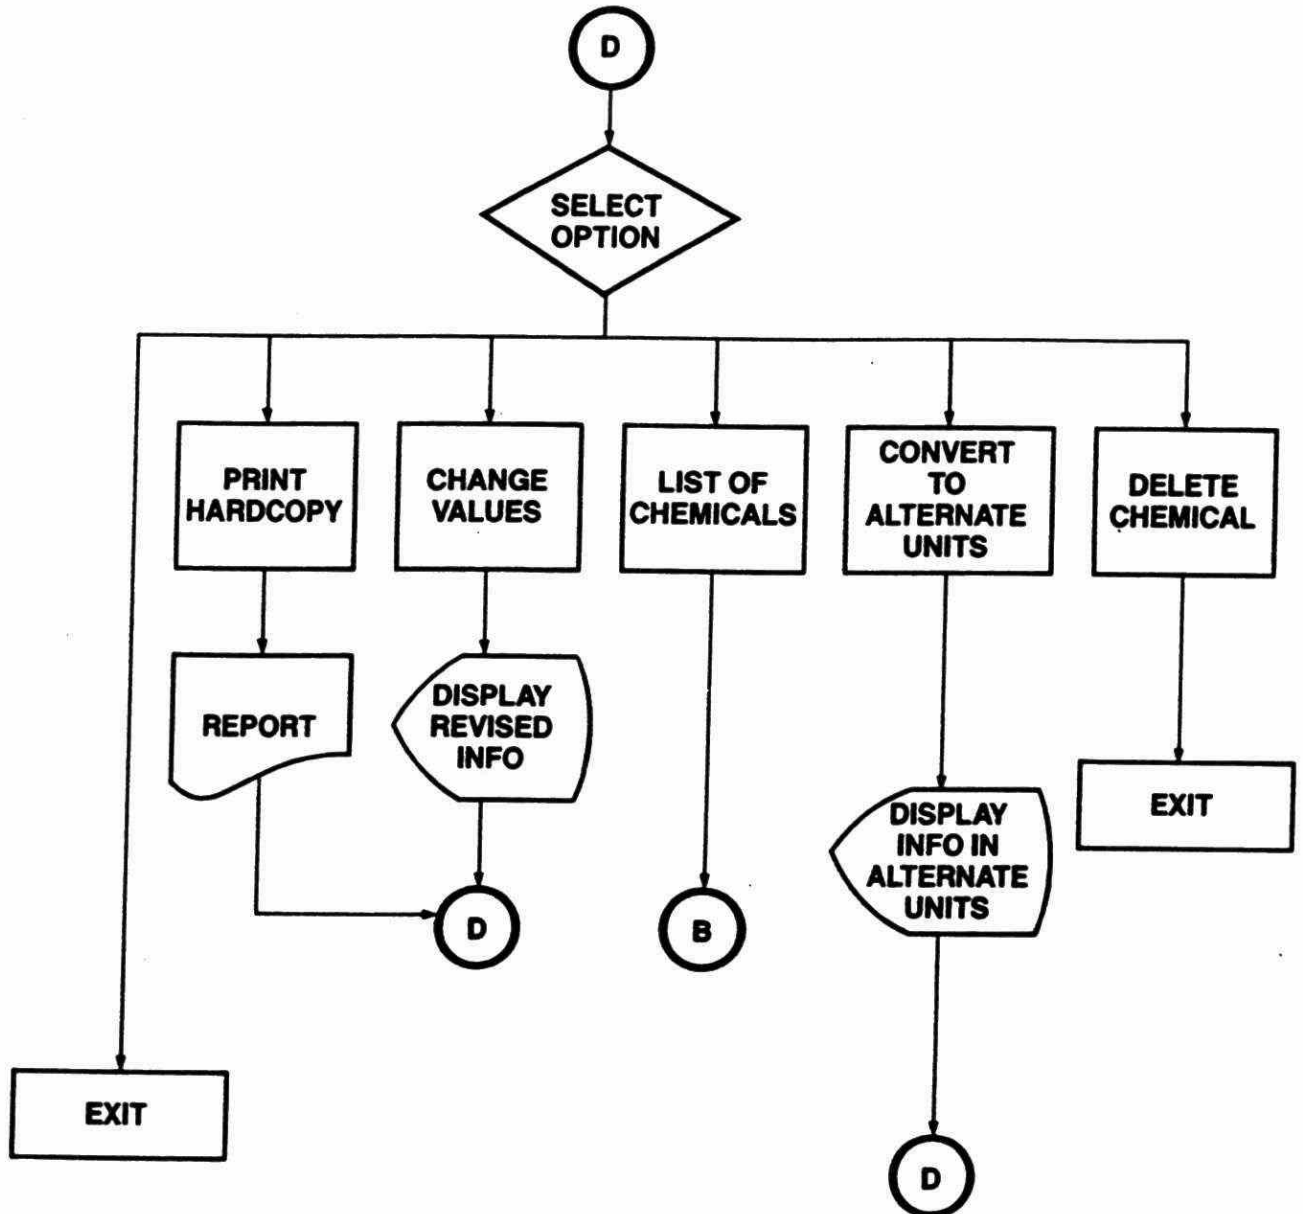 D
SELECT
OPTION
PRINT
HARDCOPY
CHANGE
VALUES
LIST OF
CHEMICALS
CONVERT
TO
ALTERNATE
UNITS
DELETE
CHEMICAL
REPORT
DISPLAY
REVISED
INFO
DISPLAY
INFO IN
ALTERNATE
UNITS
EXIT
D
B
EXIT
D